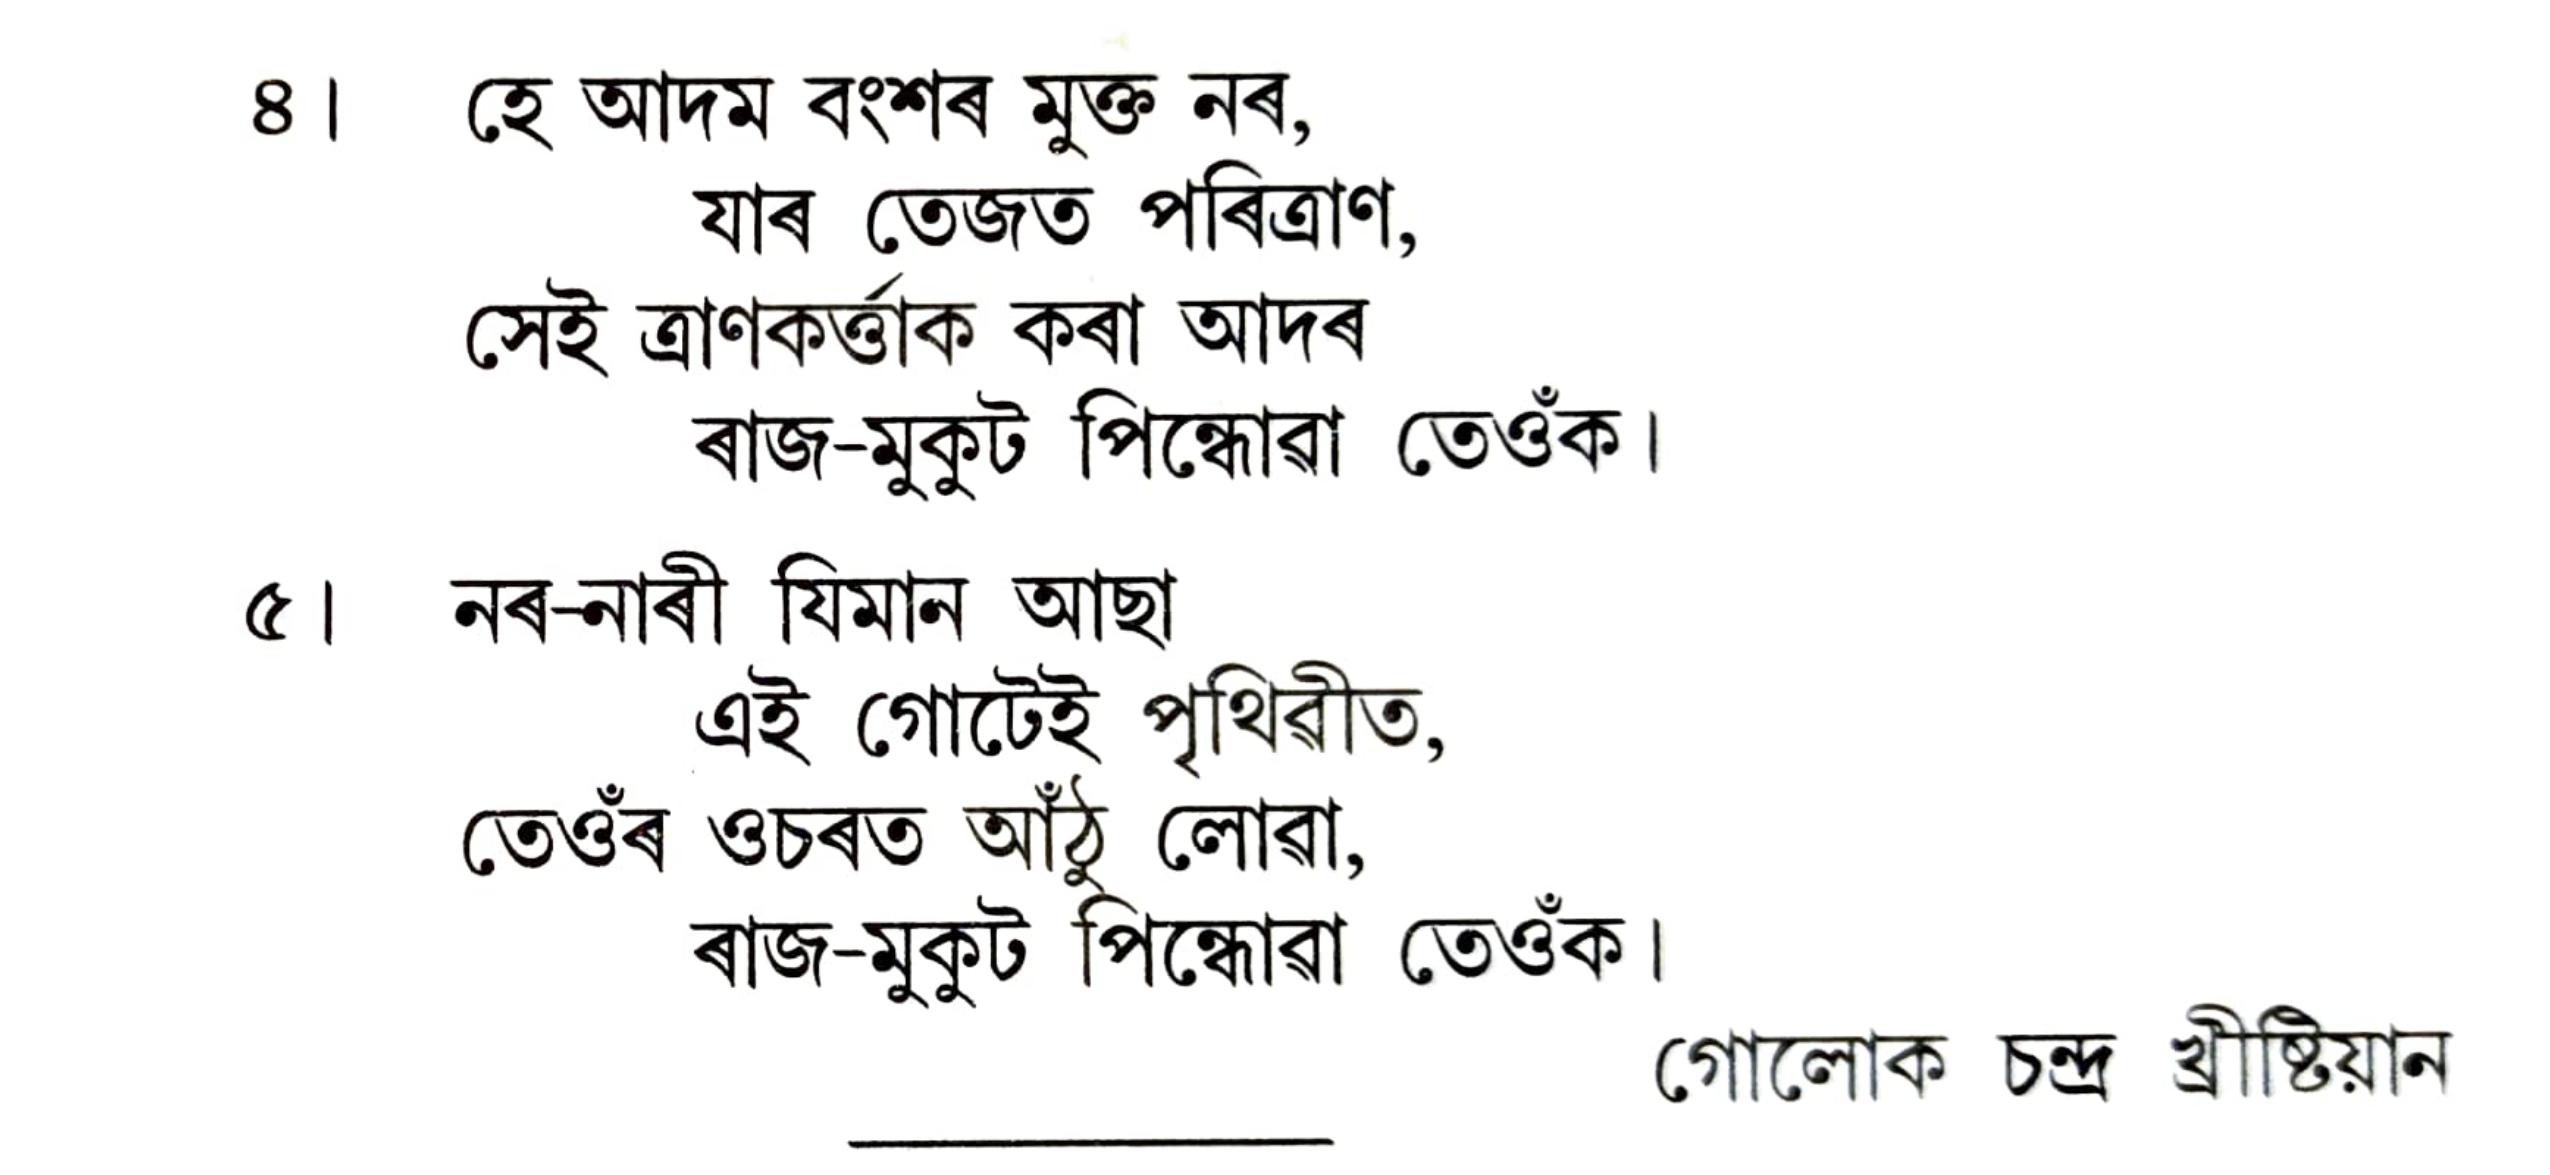 ৪। হে আদম বংশৰ মুক্ত নৰ,
যাৰ তেজত পৰিত্ৰাণ,
সেই ত্ৰাণকৰ্ত্তাক কৰা আদৰ
ৰাজ-মুকুট পিন্ধোৱা তেওঁক।
৫। নৰ-নাৰী যিমান আছা
এই গোটেই পৃথিৱীত,
তেওঁৰ ওচৰত আঁঠু লোৱা,
ৰাজ-মুকুট পিন্ধোৱা তেওঁক।
গোলোক চন্দ্ৰ খ্ৰীষ্টিয়ান